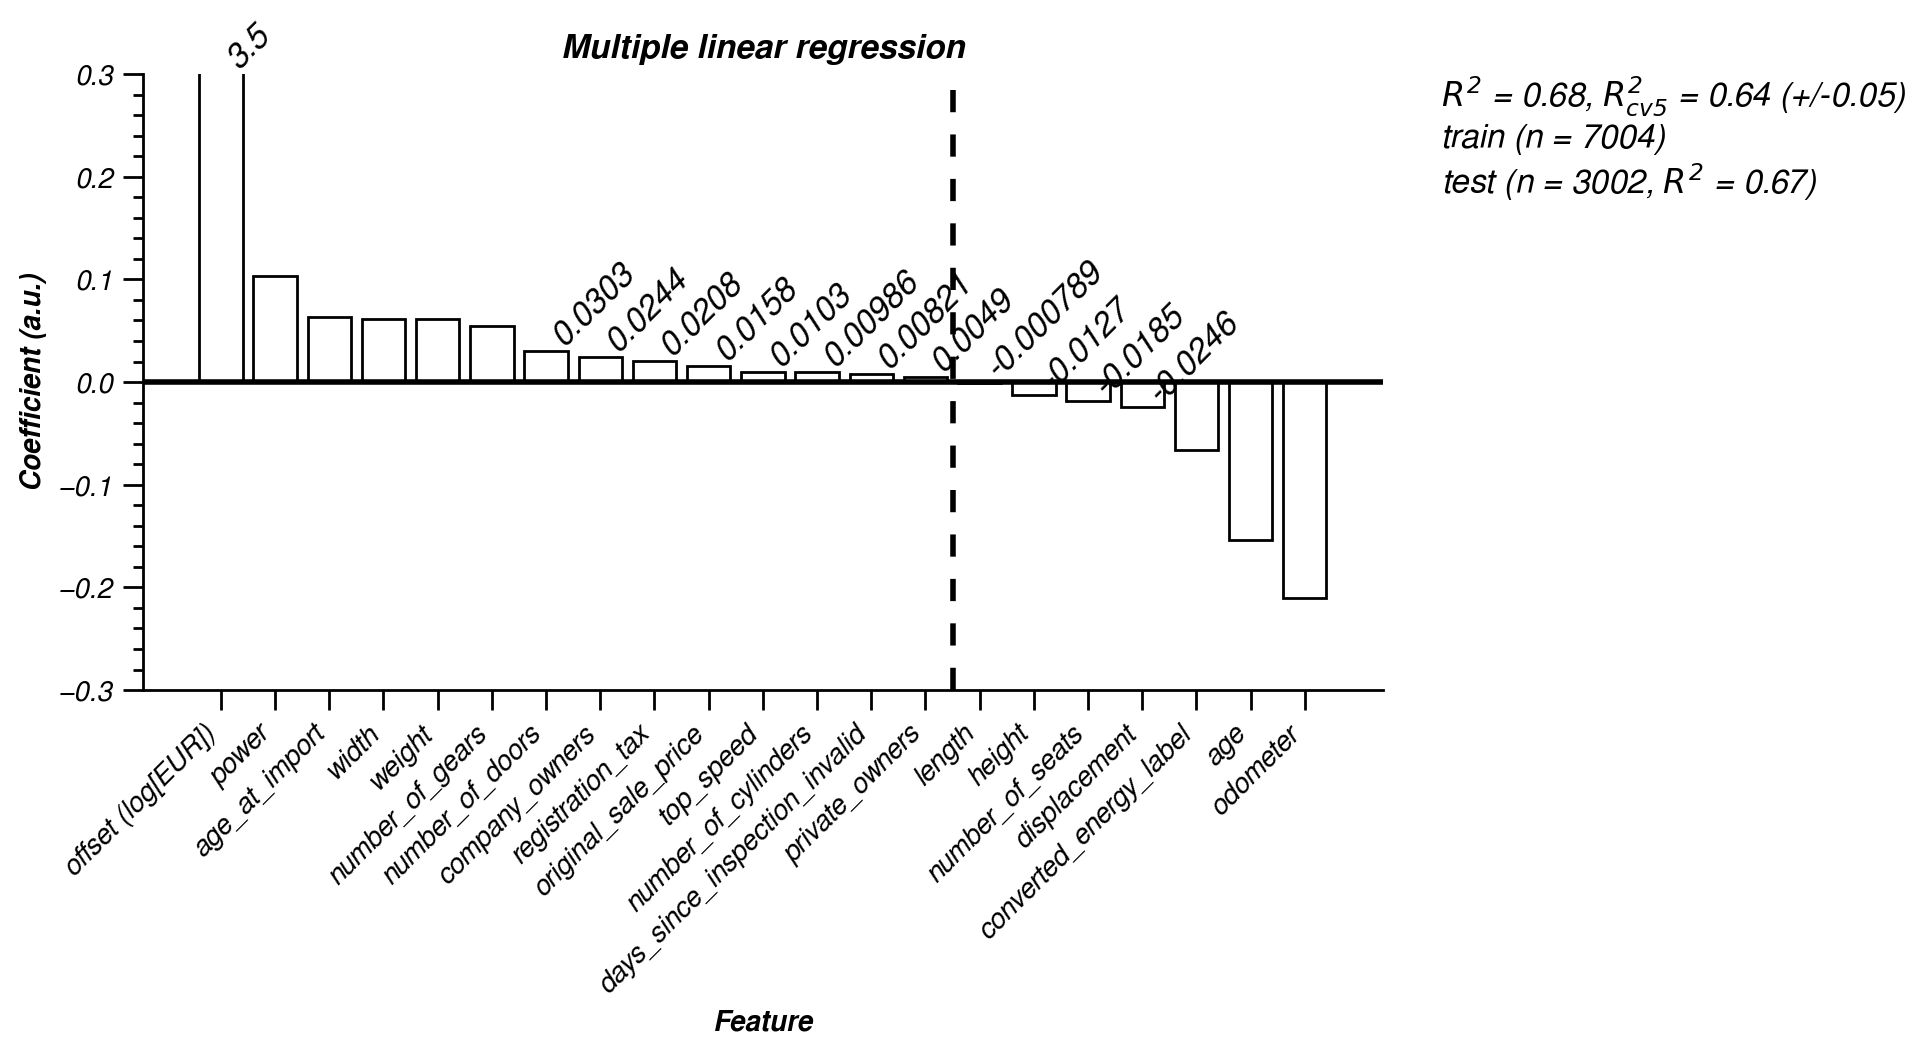 Multiple linear regression
3.5
R² = 0.68, R²cv5 = 0.64 (+/-0.05)
train (n = 7004)
test (n = 3002, R² = 0.67)
Coefficient (a.u.)
0.3
0.2
0.1
0.0
−0.1
−0.2
−0.3
0.0303
0.0244
0.0208
0.0158
0.0103
0.00986
0.00821
0.0049
-0.000789
-0.0127
-0.0185
-0.0246
offset (log[EUR])
power
age_at_import
width
weight
number_of_gears
number_of_doors
company_owners
registration_tax
original_sale_price
top_speed
number_of_cylinders
days_since_inspection_invalid
private_owners
length
height
number_of_seats
displacement
converted_energy_label
age
odometer
Feature